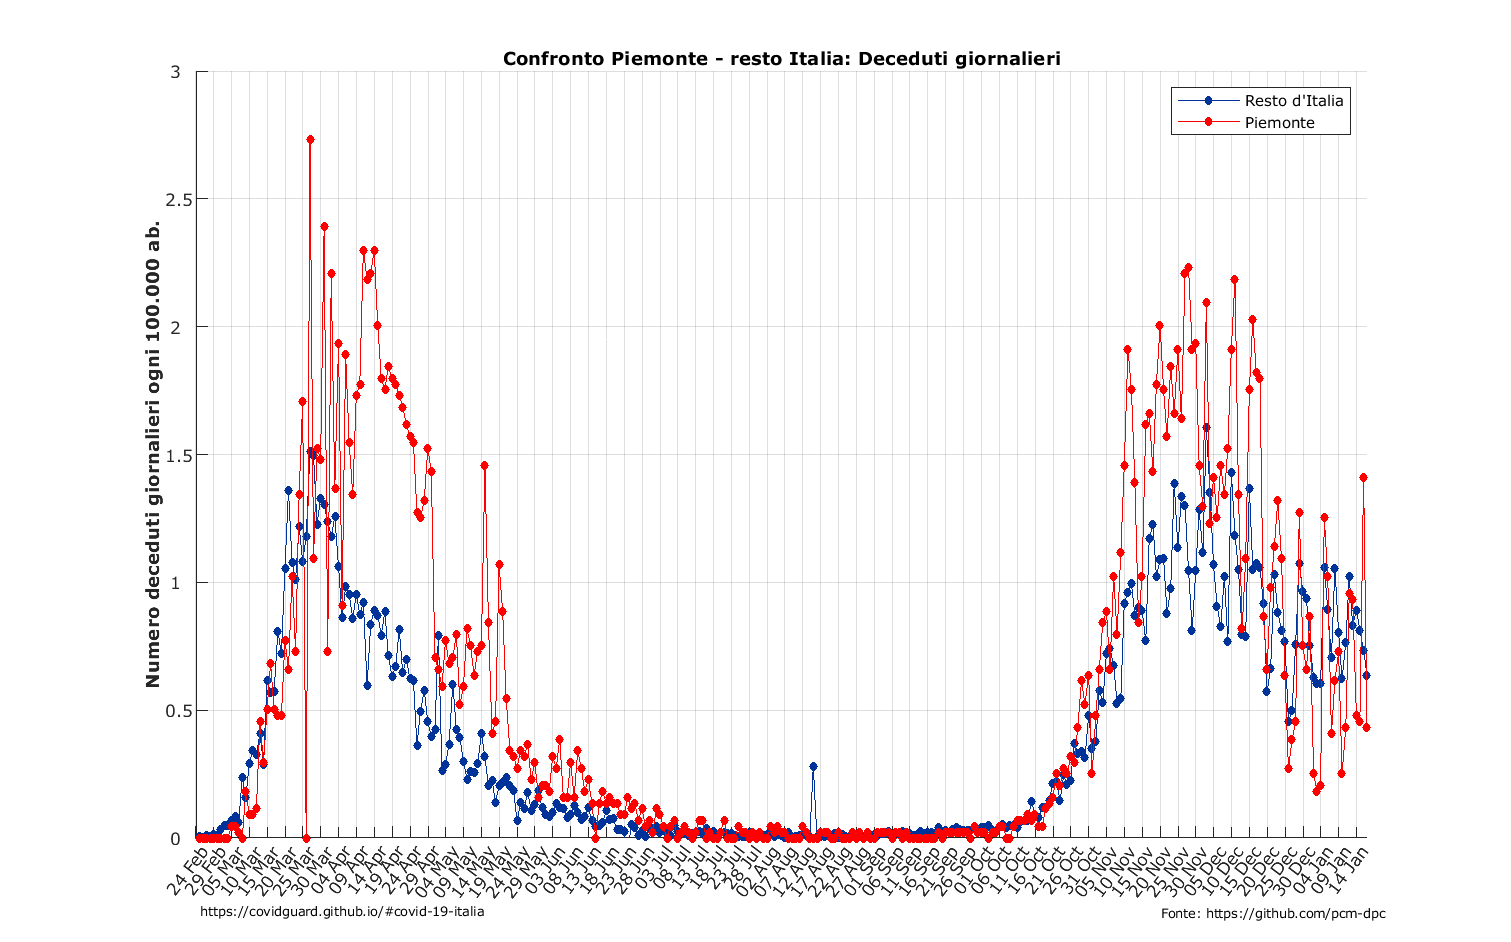 Confronto Piemonte - resto Italia: Deceduti giornalieri
Resto d'Italia
Piemonte
Numero deceduti giornalieri ogni 100.000 ab.
3
2.5
2
1.5
1
0.5
0
24 Feb
29 Feb
05 Mar
10 Mar
15 Mar
20 Mar
25 Mar
30 Mar
04 Apr
09 Apr
14 Apr
19 Apr
24 Apr
29 Apr
04 May
09 May
14 May
19 May
24 May
29 May
03 Jun
08 Jun
13 Jun
18 Jun
23 Jun
28 Jun
03 Jul
08 Jul
13 Jul
18 Jul
23 Jul
28 Jul
02 Aug
07 Aug
12 Aug
17 Aug
22 Aug
27 Aug
01 Sep
06 Sep
11 Sep
16 Sep
21 Sep
26 Sep
01 Oct
06 Oct
11 Oct
16 Oct
21 Oct
26 Oct
31 Oct
05 Nov
10 Nov
15 Nov
20 Nov
25 Nov
30 Nov
05 Dec
10 Dec
15 Dec
20 Dec
25 Dec
30 Dec
04 Jan
09 Jan
14 Jan
https://covidguard.github.io/#covid-19-italia
Fonte: https://github.com/pcm-dpc